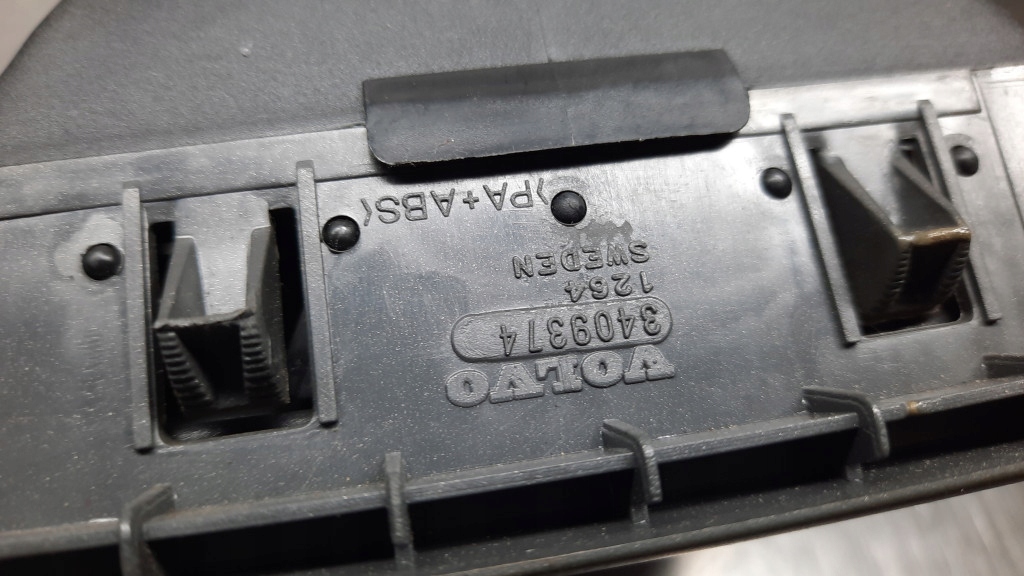 VOLVO
3409374
1264
SWEDEN
>PA+ABS<